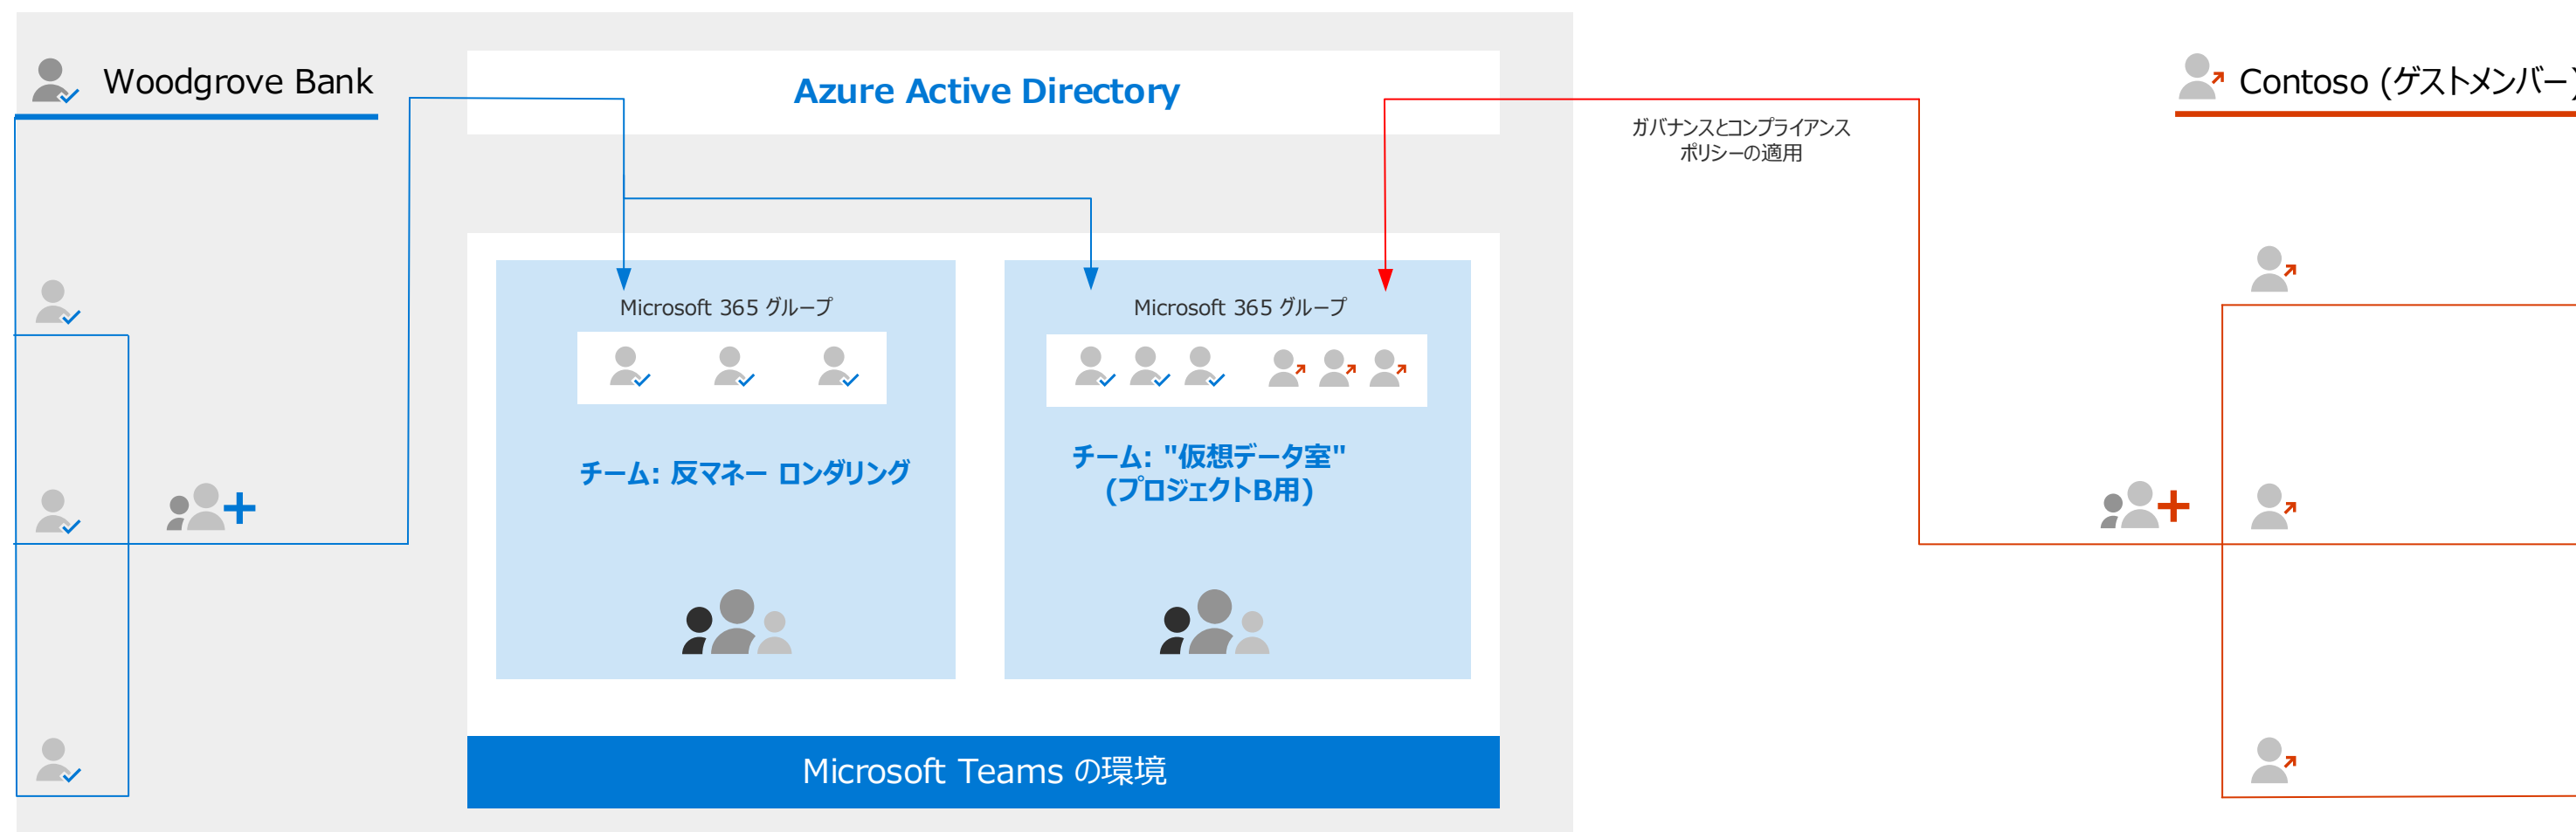 Woodgrove Bank
Azure Active Directory
Contoso (ゲストメンバー)
ガバナンスとコンプライアンス
ポリシーの適用
Microsoft 365 グループ
Microsoft 365 グループ
チーム: 反マネー ロンダリング
チーム: "仮想データ室"
(プロジェクトB用)
Microsoft Teams の環境